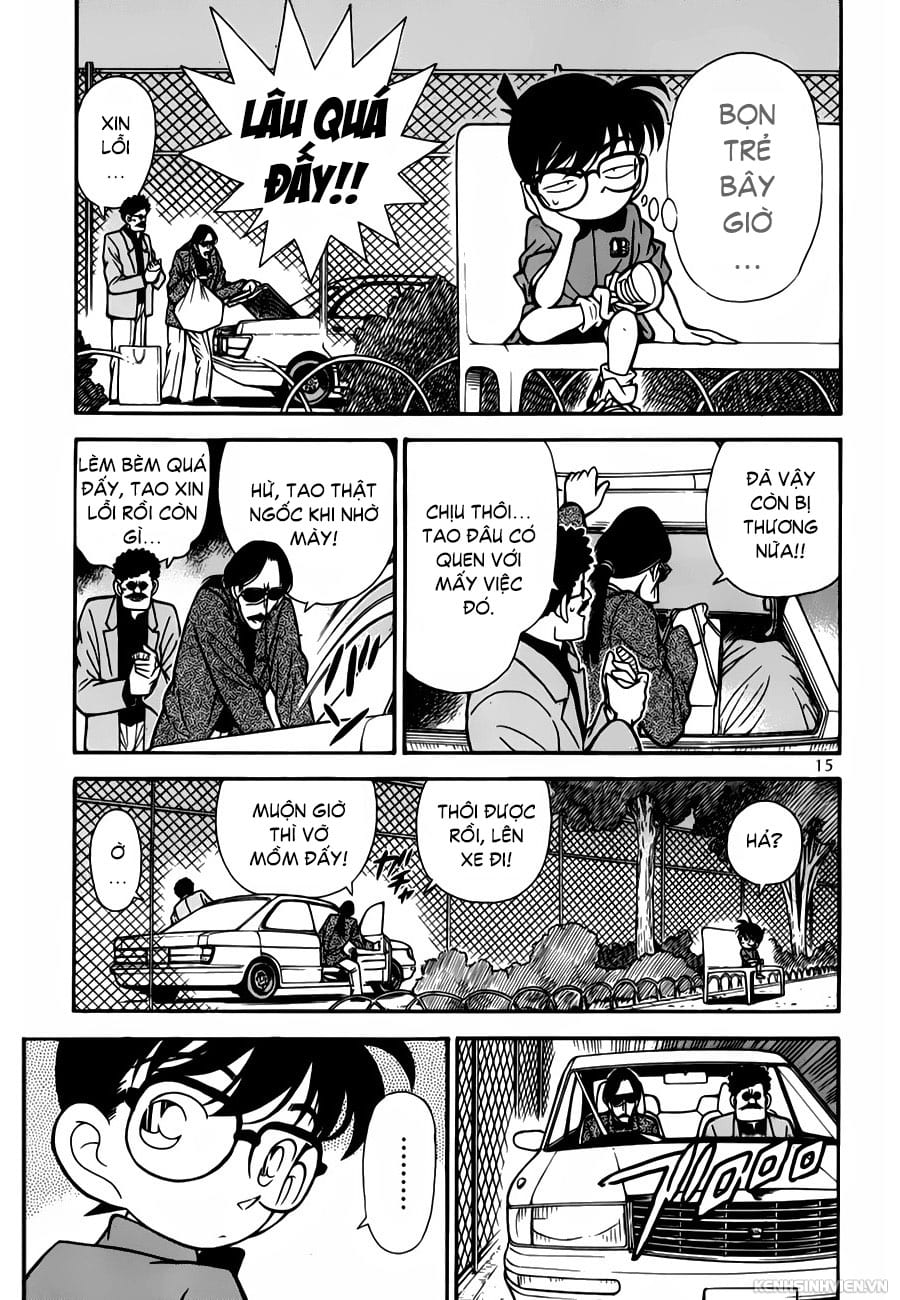 BỌN
TRẺ
BÂY
GIỜ
...
LÂU QUÁ
ĐẤY!!
XIN
LỖI
...
ĐÃ VẬY
CÒN BỊ
THƯƠNG
NỮA!!
CHỊU THÔI...
TAO ĐÂU CÓ
QUEN VỚI
MẤY VIỆC
ĐÓ.
HỪ, TAO THẬT
NGỐC KHI NHỜ
MÀY!
LÈM BÈM QUÁ
ĐẤY, TAO XIN
LỖI RỒI CÒN
GÌ...
15
HẢ?
THÔI ĐƯỢC
RỒI, LÊN
XE ĐI!
MUỘN GIỜ
THÌ VỠ
MỒM ĐẤY!
Ờ
...
........
KENHSINHVIEN.VN